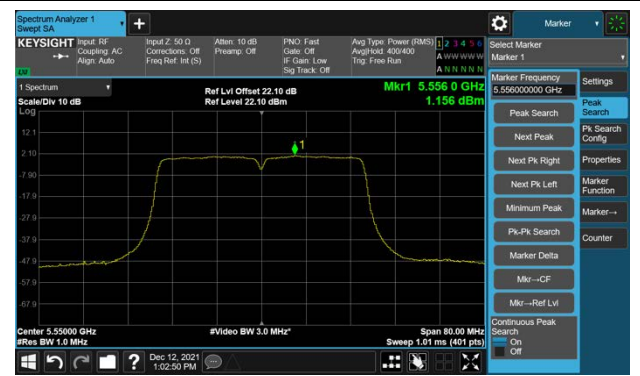 Spectrum Analyzer 1
Swept SA
Marker
KEYSIGHT
Input: RF
Coupling: AC
Align: Auto
Input Z: 50 Ω
Corrections: Off
Freq Ref: Int (S)
Atten: 10 dB
Preamp: Off
PNO: Fast
Gate: Off
IF Gain: Low
Sig Track: Off
Avg Type: Power (RMS)
Avg|Hold: 400/400
Trig: Free Run
1 2 3 4 5 6
A W W W W W
A N N N N N
LXI
Select Marker
Marker 1
1 Spectrum
Scale/Div 10 dB
Log
Ref Lvl Offset 22.10 dB
Ref Level 22.10 dBm
Mkr1 5.556 0 GHz
1.156 dBm
12.1
2.10
-7.90
-17.9
-27.9
-37.9
-47.9
-57.9
-67.9
1
Center 5.55000 GHz
#Res BW 1.0 MHz
#Video BW 3.0 MHz*
Span 80.00 MHz
Sweep 1.01 ms (401 pts)
Marker Frequency
5.556000000 GHz
Peak Search
Next Peak
Next Pk Right
Next Pk Left
Minimum Peak
Pk-Pk Search
Marker Delta
Mkr→CF
Mkr→Ref Lvl
Continuous Peak
Search
On
Off
Settings
Peak
Search
Pk Search
Config
Properties
Marker
Function
Marker→
Counter
?
Dec 12, 2021
1:02:50 PM